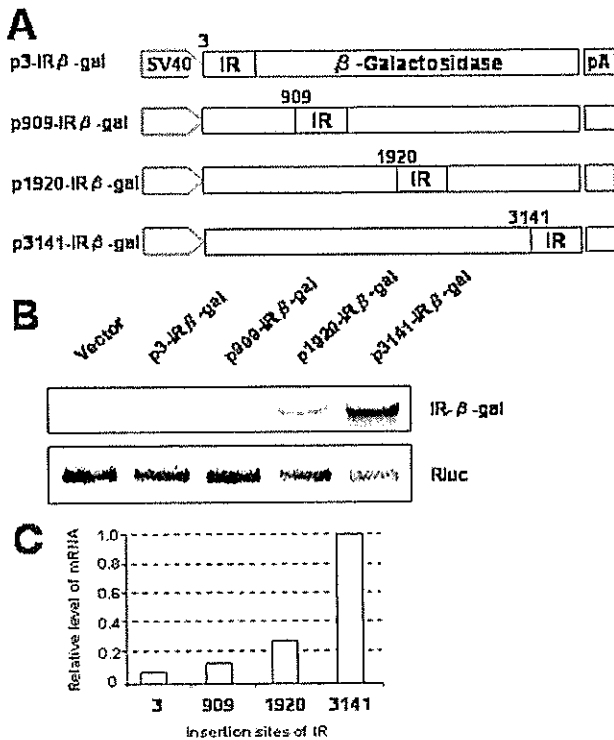 A
3
p3-IRβ-gal SV40 IR β-Galactosidase pA
909
p909-IRβ-gal IR
1920
p1920-IRβ-gal IR
3141
p3141-IRβ-gal IR
B
Vector p3-IRβ-gal p909-IRβ-gal p1920-IRβ-gal p3141-IRβ-gal
IR-β-gal
Rluc
C
Relative level of mRNA
1.0
0.8
0.6
0.4
0.2
0
3 909 1920 3141
Insertion sites of IR